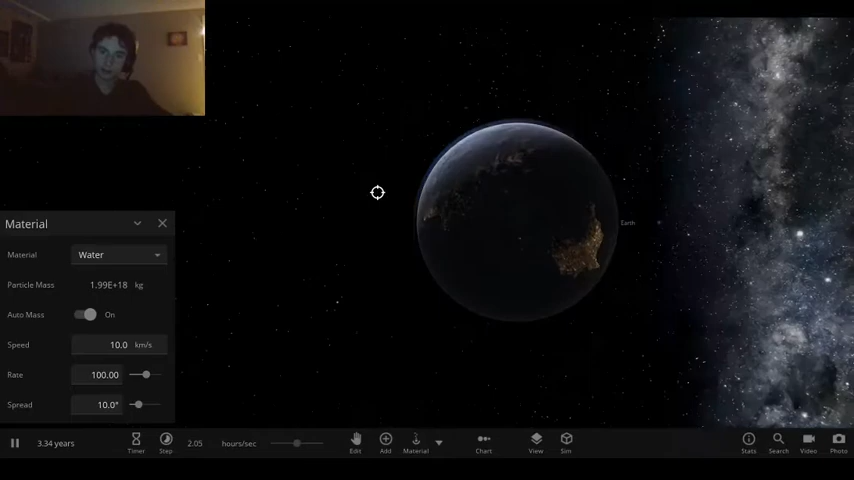 Earth
Material
Material Water
Particle Mass 1.99E+18 kg
Auto Mass On
Speed 10.0 km/s
Rate 100.00
Spread 10.0°
3.34 years
Timer
Step
2.05 hours/sec
Edit
Add
Material
Chart
View
Sim
Stats
Search
Video
Photo